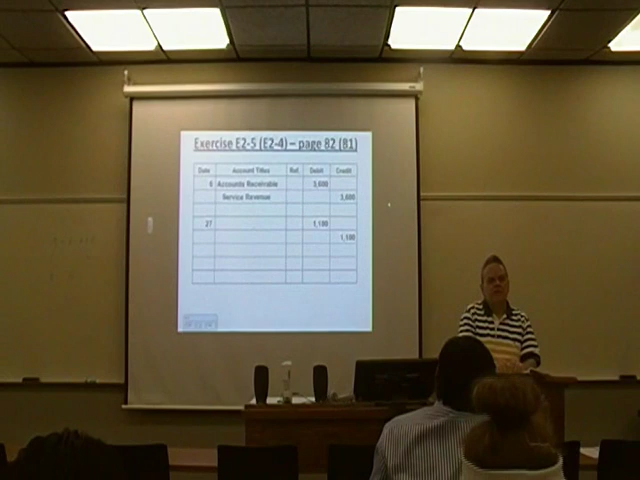 Exercise E2-5 (E2-4) – page 82 (81)
Date Account Titles Ref. Debit Credit
6 Accounts Receivable 3,600
Service Revenue 3,600
27 1,100
1,100